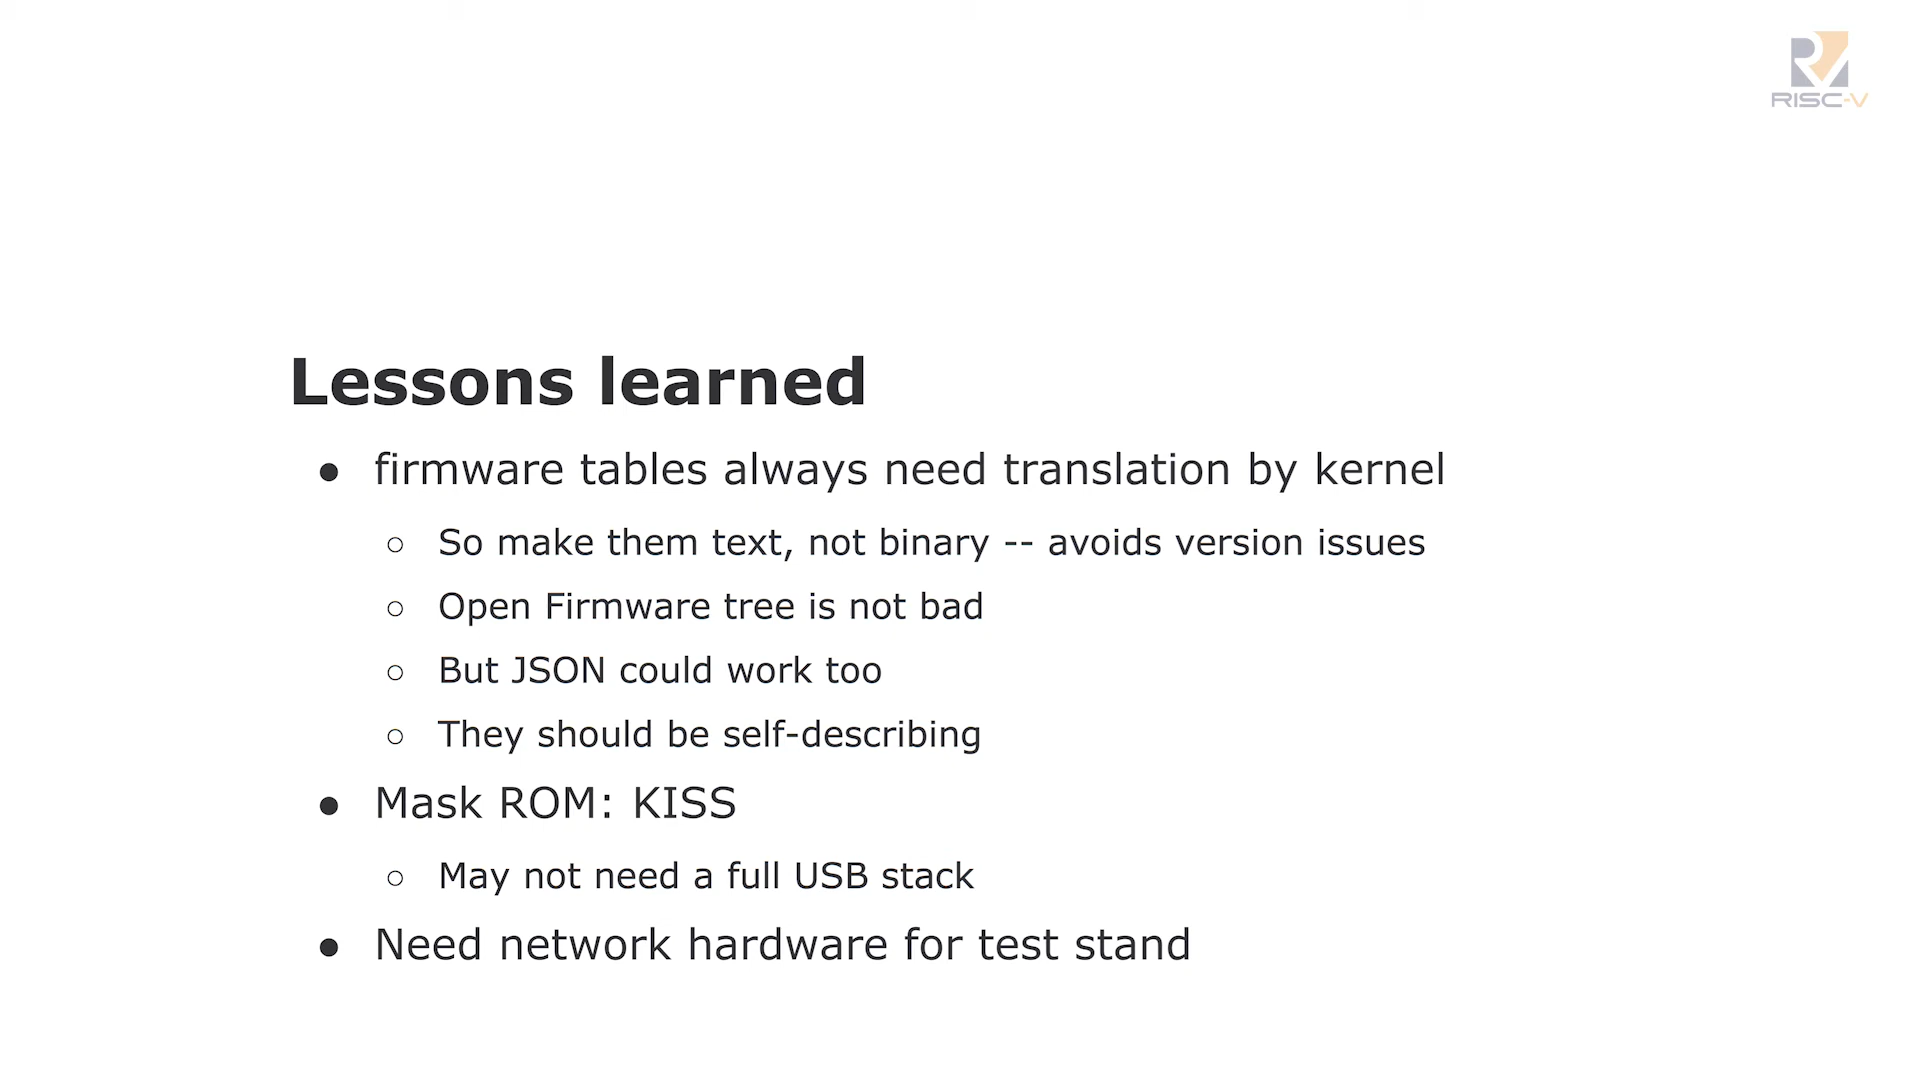 RISC-V
Lessons learned
● firmware tables always need translation by kernel
○ So make them text, not binary -- avoids version issues
○ Open Firmware tree is not bad
○ But JSON could work too
○ They should be self-describing
● Mask ROM: KISS
○ May not need a full USB stack
● Need network hardware for test stand